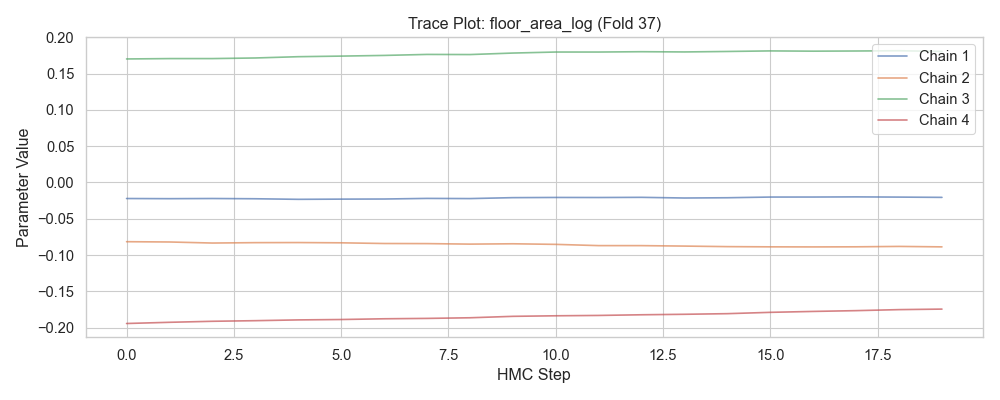 Trace Plot: floor_area_log (Fold 37)
0.20
0.15
0.10
0.05
0.00
−0.05
−0.10
−0.15
−0.20
Parameter Value
Chain 1
Chain 2
Chain 3
Chain 4
0.0 2.5 5.0 7.5 10.0 12.5 15.0 17.5
HMC Step